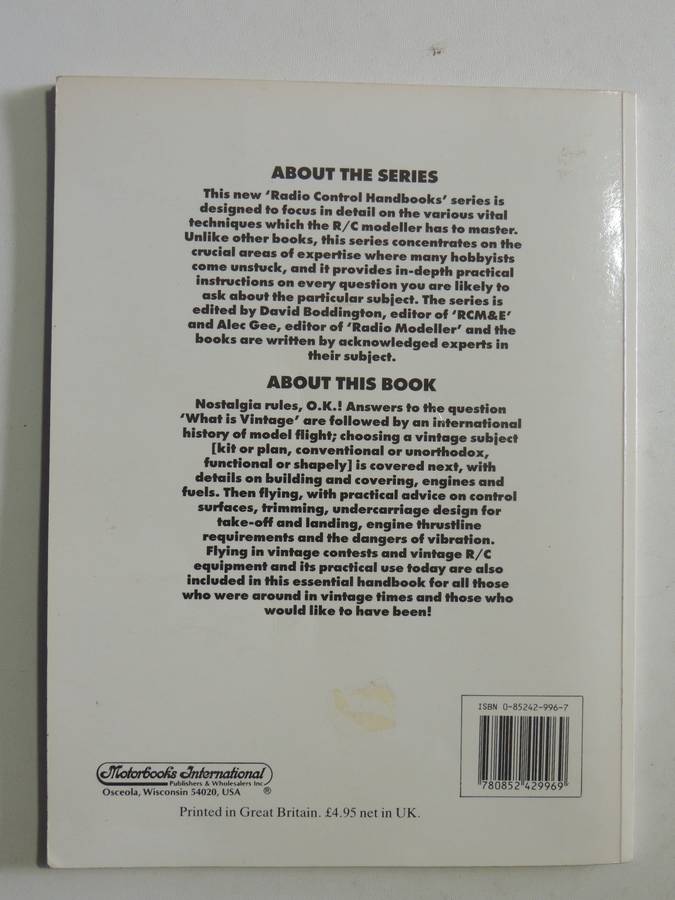 ABOUT THE SERIES
This new ‘Radio Control Handbooks’ series is
designed to focus in detail on the various vital
techniques which the R/C modeller has to master.
Unlike other books, this series concentrates on the
crucial areas of expertise where many hobbyists
come unstuck, and it provides in-depth practical
instructions on every question you are likely to
ask about the particular subject. The series is
edited by David Boddington, editor of ‘RCM&E’
and Alec Gee, editor of ‘Radio Modeller’ and the
books are written by acknowledged experts in
their subject.
ABOUT THIS BOOK
Nostalgia rules, O.K.! Answers to the question
‘What is Vintage’ are followed by an international
history of model flight; choosing a vintage subject
[kit or plan, conventional or unorthodox,
functional or shapely] is covered next, with
details on building and covering, engines and
fuels. Then flying, with practical advice on control
surfaces, trimming, undercarriage design for
take-off and landing, engine thrustline
requirements and the dangers of vibration.
Flying in vintage contests and vintage R/C
equipment and its practical use today are also
included in this essential handbook for all those
who were around in vintage times and those who
would like to have been!
ISBN 0-85242-996-7
9 780852 429969
Motorbooks International
Publishers & Wholesalers Inc.
Osceola, Wisconsin 54020, USA ®
Printed in Great Britain. £4.95 net in UK.